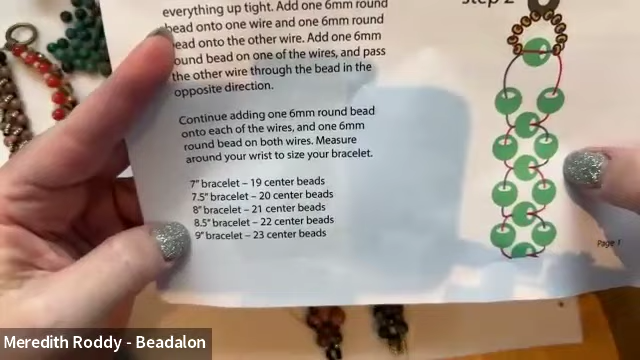 everything up tight. Add one 6mm round
bead onto one wire and one 6mm round
bead onto the other wire. Add one 6mm
round bead on one of the wires, and pass
the other wire through the bead in the
opposite direction.
Continue adding one 6mm round bead
onto each of the wires, and one 6mm
round bead on both wires. Measure
around your wrist to size your bracelet.
7" bracelet – 19 center beads
7.5" bracelet – 20 center beads
8" bracelet – 21 center beads
8.5" bracelet – 22 center beads
9" bracelet – 23 center beads
Step 2
Page 1
Meredith Roddy - Beadalon